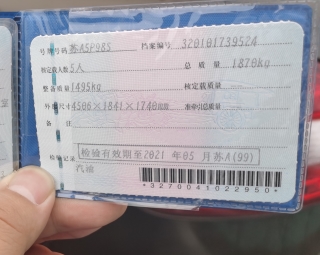 号牌号码 苏A5P985 档案编号 320101739524
核定载人数 5人 总质量 1870kg
整备质量 1495kg 核定载质量 ----
外廓尺寸 4506×1841×1740mm 准牵引总质量 ----
备注 ----
检验有效期至2021 年05 月苏A(99)
检验记录
汽油
*3270041022950*